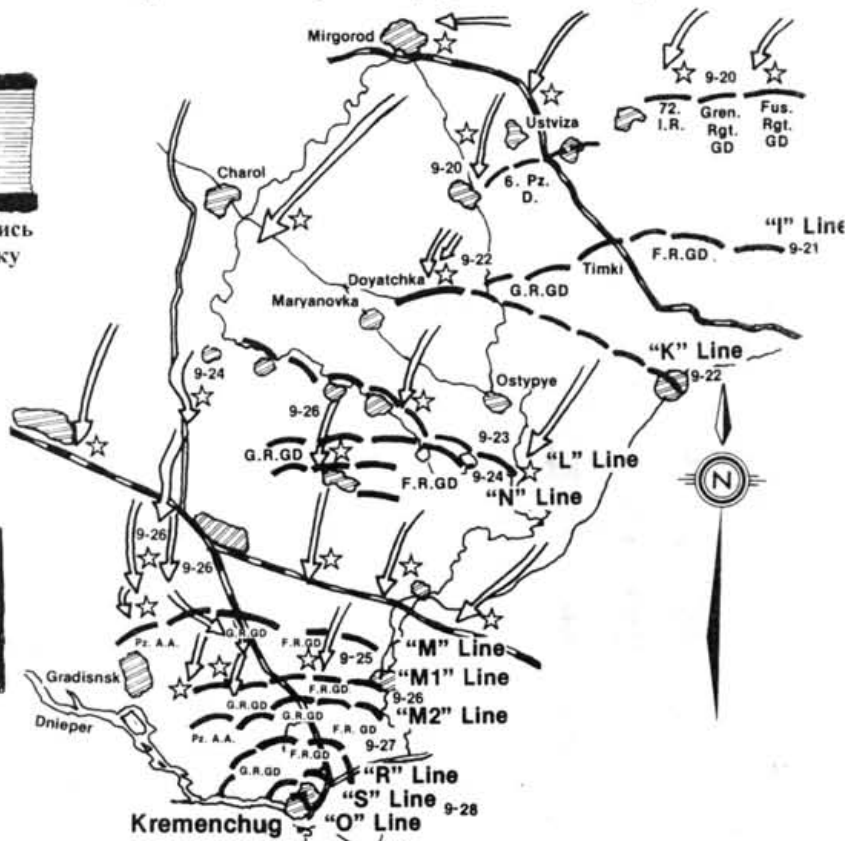 Mirgorod
9-20
72.
I.R.
Gren.
Rgt.
GD
Fus.
Rgt.
GD
Ustviza
Charol
9-20
6. Pz.
D.
ись
ку
"I" Line
F.R.GD
9-21
9-22
Timki
Doyatchka
G.R.GD
Maryanovka
"K" Line
9-22
9-24
Ostypye
9-26
9-23
G.R.GD
"L" Line
9-24
F.R.GD
"N" Line
N
9-26
9-26
G.R.GD
Pz. A.A.
F.R.GD
"M" Line
9-25
Gradisnsk
"M1" Line
F.R.GD
9-26
G.R.GD
G.R.GD
"M2" Line
Dnieper
Pz. A.A.
F.R. GD
9-27
F.R.GD
G.R.GD
"R" Line
"S" Line
9-28
Kremenchug
"O" Line